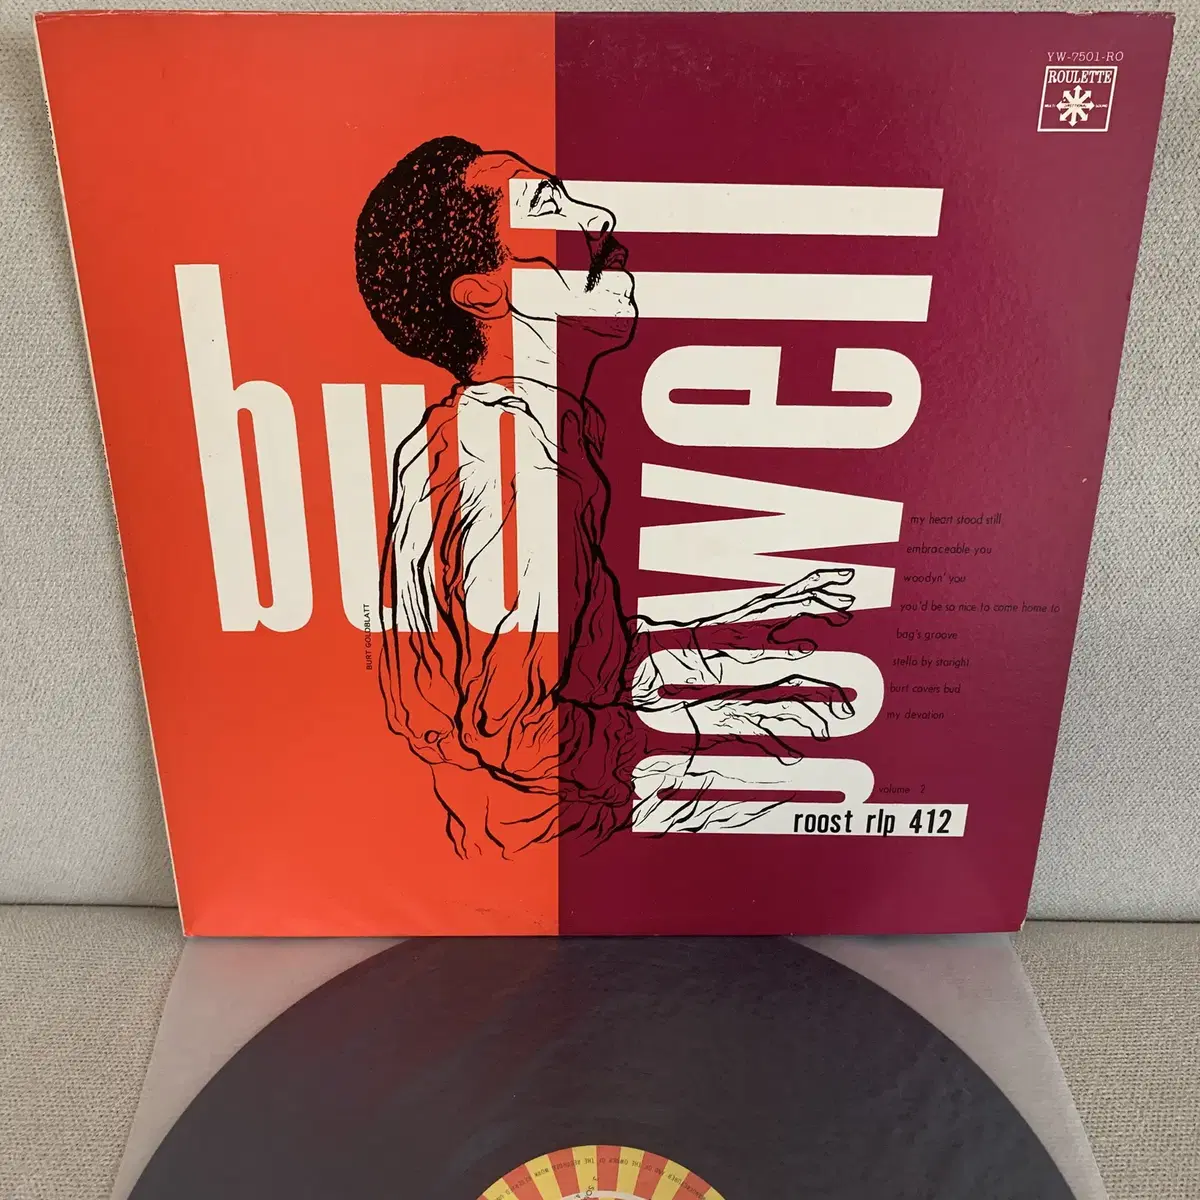 YW-7501-RO
ROULETTE
bud
powell
BURT GOLDBLATT
my heart stood still
embraceable you
woodyn' you
you'd be so nice to come home to
bag's groove
stella by starlight
burt covers bud
my devotion
volume 2
roost rlp 412